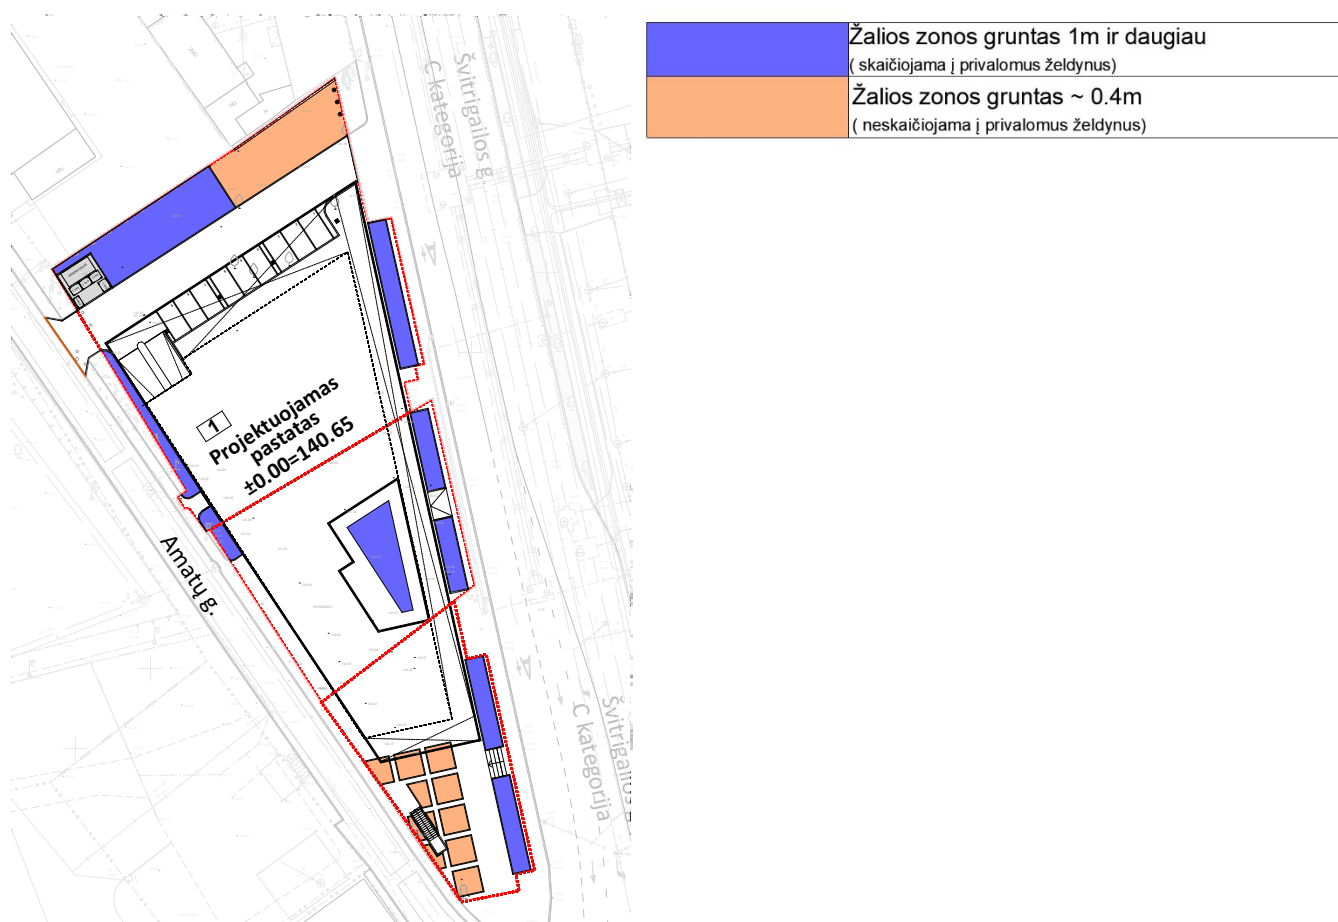 Žalios zonos gruntas 1m ir daugiau
( skaičiojama į privalomus želdynus)
Žalios zonos gruntas ~ 0.4m
( neskaičiojama į privalomus želdynus)
Švitrigailos g.
C kategorija
1
Projektuojamas
pastatas
±0.00=140.65
Amatų g.
Švitrigailos g.
C kategorija